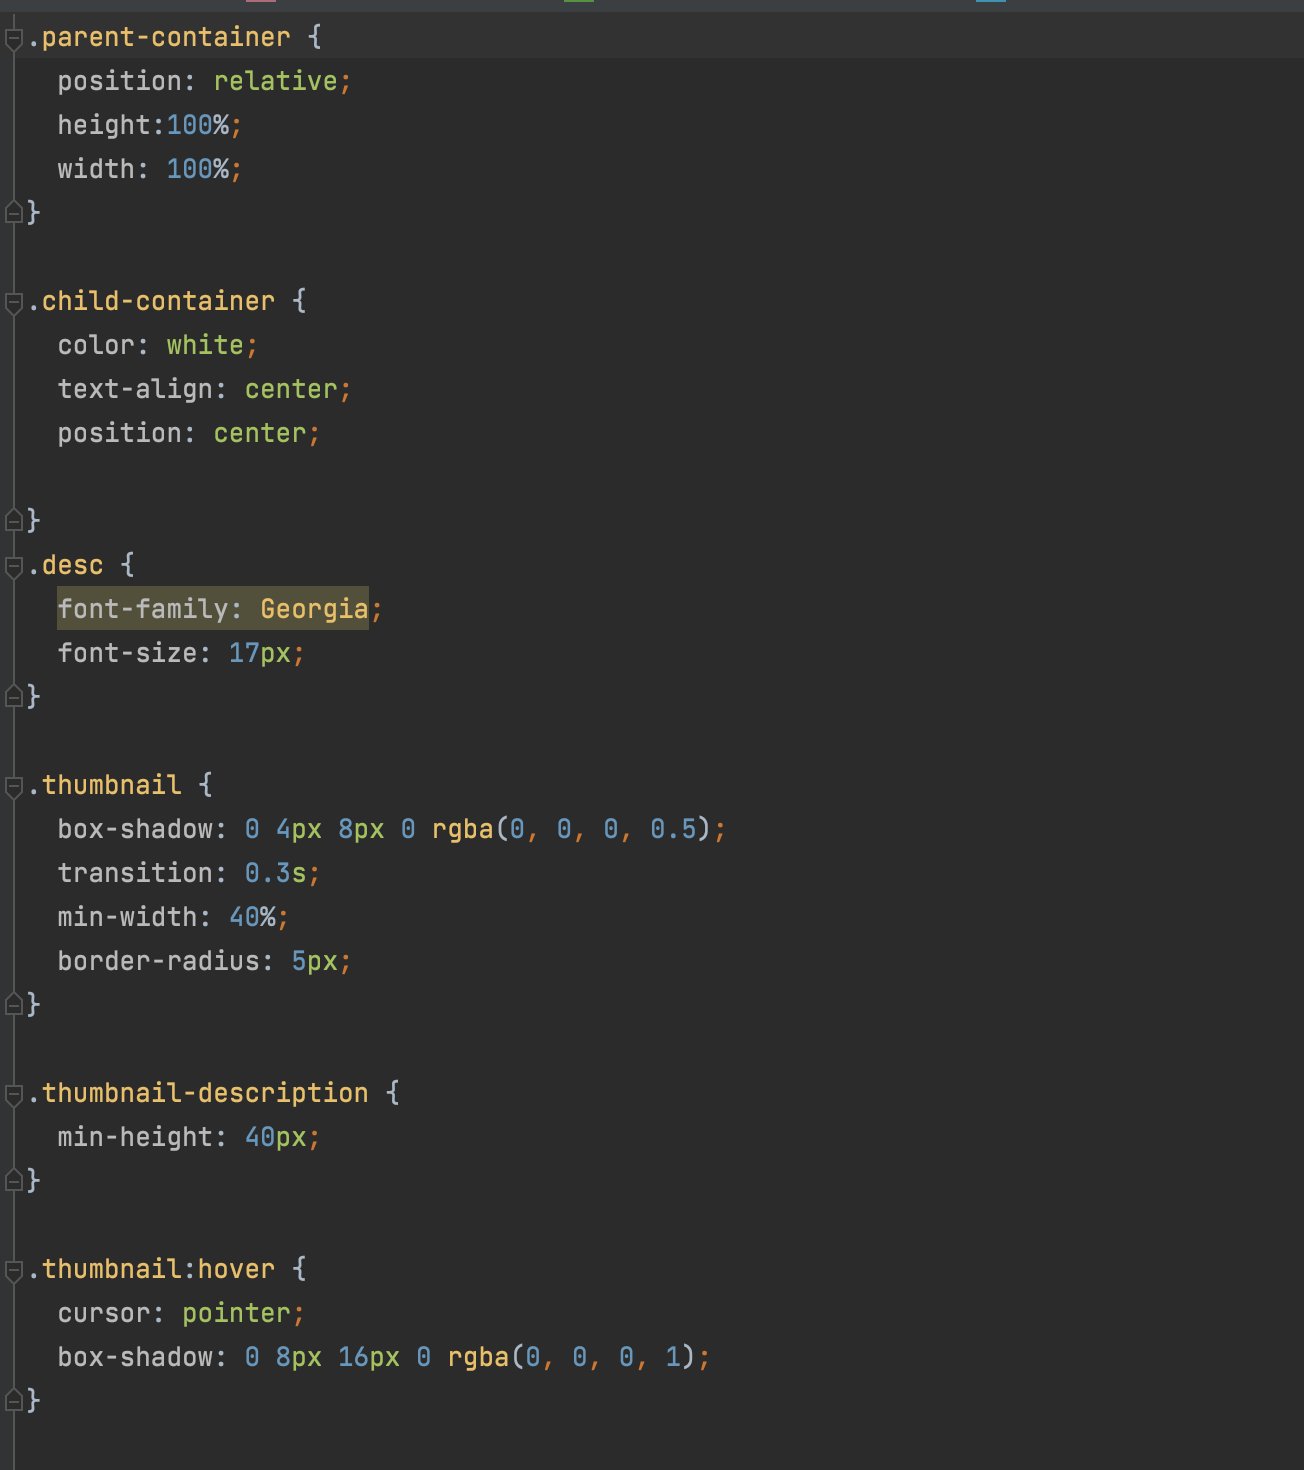 .parent-container {
  position: relative;
  height:100%;
  width: 100%;
}

.child-container {
  color: white;
  text-align: center;
  position: center;

}
.desc {
  font-family: Georgia;
  font-size: 17px;
}

.thumbnail {
  box-shadow: 0 4px 8px 0 rgba(0, 0, 0, 0.5);
  transition: 0.3s;
  min-width: 40%;
  border-radius: 5px;
}

.thumbnail-description {
  min-height: 40px;
}

.thumbnail:hover {
  cursor: pointer;
  box-shadow: 0 8px 16px 0 rgba(0, 0, 0, 1);
}